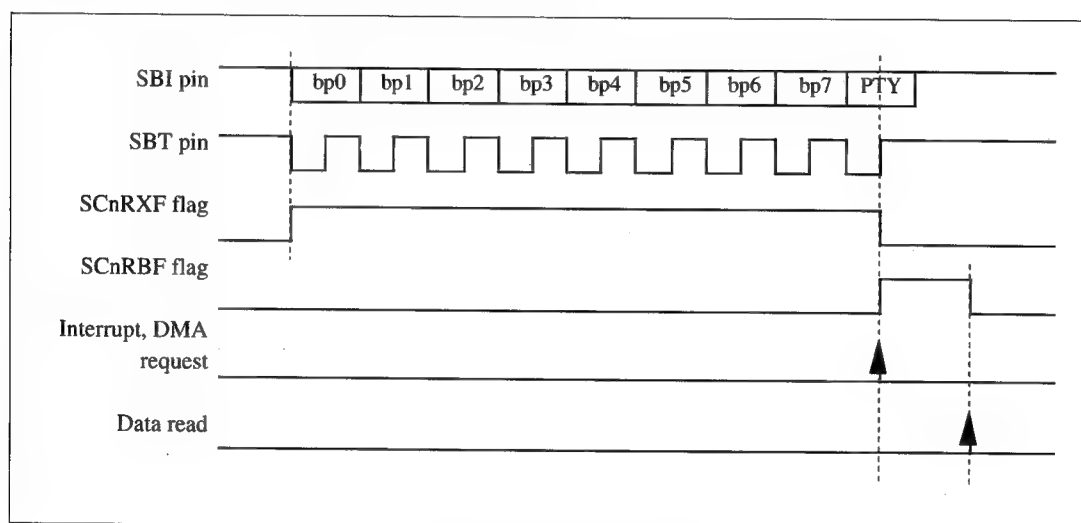 SBI pin
bp0 bp1 bp2 bp3 bp4 bp5 bp6 bp7 PTY
SBT pin
SCnRXF flag
SCnRBF flag
Interrupt, DMA
request
Data read